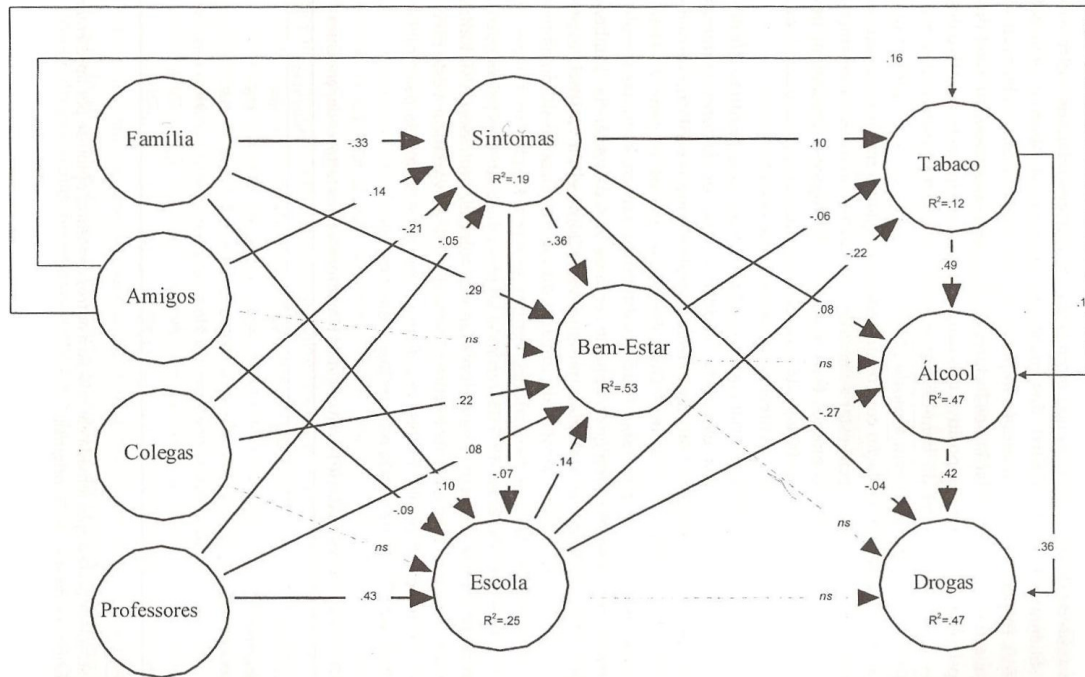 .16
Família
-.33
Sintomas
R²=.19
.10
Tabaco
R²=.12
.14
-.21
-.05
-.36
-.06
-.22
.49
Amigos
.29
ns
Bem-Estar
R²=.53
.08
ns
Álcool
R²=.47
Colegas
.22
-.27
.08
.14
-.07
-.04
.42
.10
-.09
ns
ns
Professores
.43
Escola
R²=.25
ns
Drogas
R²=.47
.36